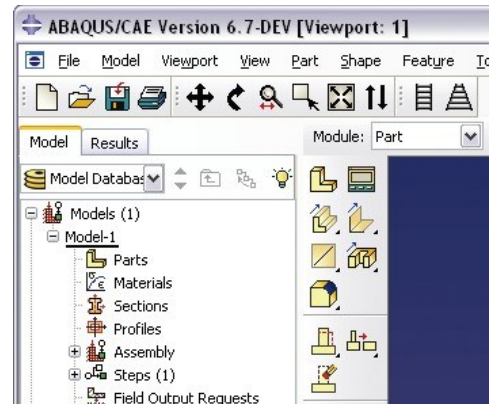 ABAQUS/CAE Version 6.7-DEV [Viewport: 1]
File Model Viewport View Part Shape Feature
Model Results
Module: Part
Model Databas
Models (1)
Model-1
Parts
Materials
Sections
Profiles
Assembly
Steps (1)
Field Output Requests